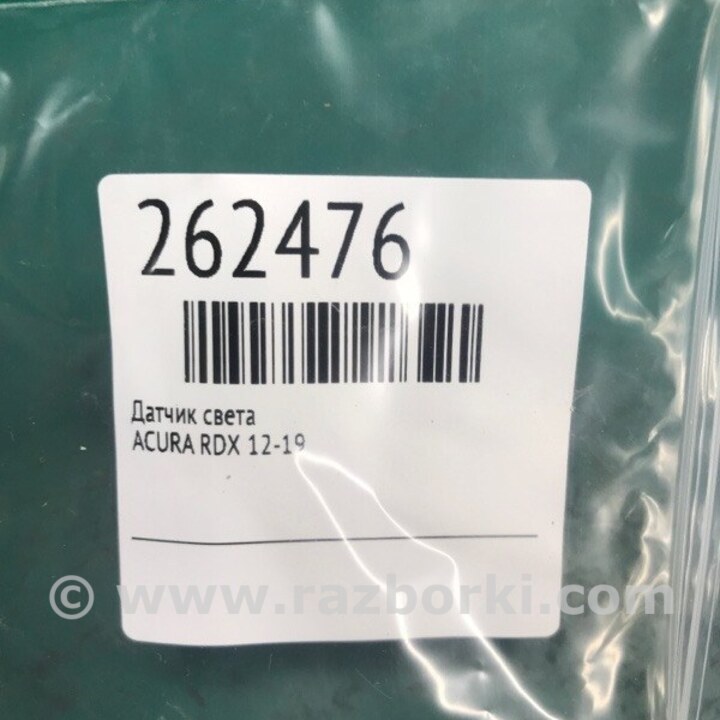 262476
Датчик света
ACURA RDX 12-19
© www.razborki.com